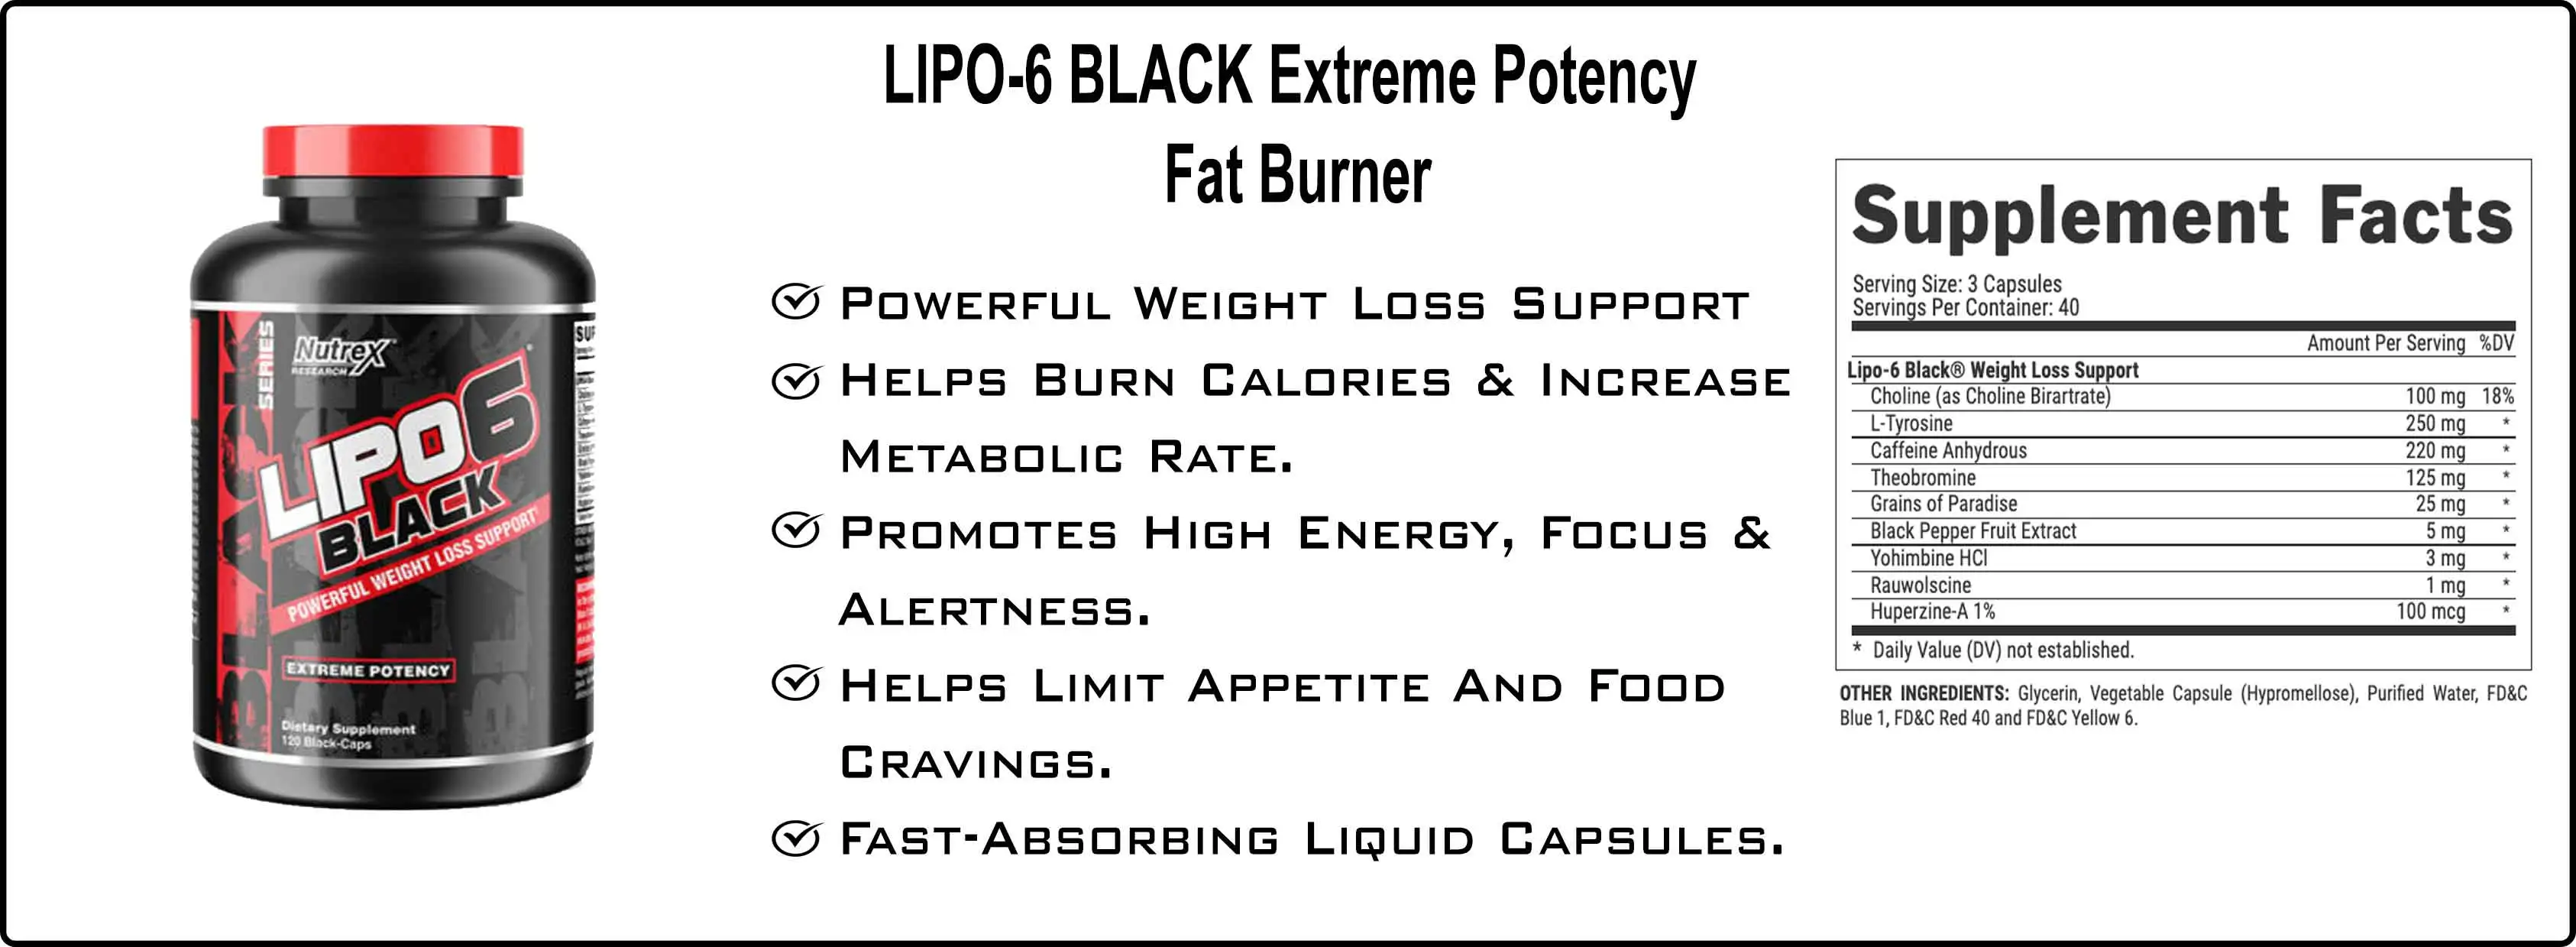 LIPO-6 BLACK Extreme Potency
Fat Burner
POWERFUL WEIGHT LOSS SUPPORT
HELPS BURN CALORIES & INCREASE
METABOLIC RATE.
PROMOTES HIGH ENERGY, FOCUS &
ALERTNESS.
HELPS LIMIT APPETITE AND FOOD
CRAVINGS.
FAST-ABSORBING LIQUID CAPSULES.
BLACK
SERIES
Nutrex
RESEARCH
LIPO6
BLACK
POWERFUL WEIGHT LOSS SUPPORT
EXTREME POTENCY
Dietary Supplement
120 Black-Caps
Supplement Facts
Serving Size: 3 Capsules
Servings Per Container: 40
Amount Per Serving %DV
Lipo-6 Black® Weight Loss Support
Choline (as Choline Birartrate) 100 mg 18%
L-Tyrosine 250 mg *
Caffeine Anhydrous 220 mg *
Theobromine 125 mg *
Grains of Paradise 25 mg *
Black Pepper Fruit Extract 5 mg *
Yohimbine HCl 3 mg *
Rauwolscine 1 mg *
Huperzine-A 1% 100 mcg *
* Daily Value (DV) not established.
OTHER INGREDIENTS: Glycerin, Vegetable Capsule (Hypromellose), Purified Water, FD&C
Blue 1, FD&C Red 40 and FD&C Yellow 6.